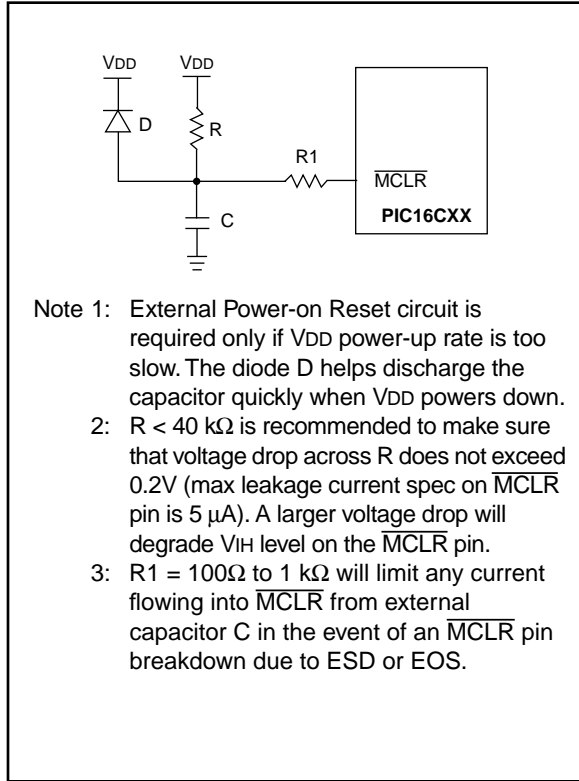 VDD VDD
D
R
R1
MCLR
C
PIC16CXX
Note 1: External Power-on Reset circuit is
required only if VDD power-up rate is too
slow. The diode D helps discharge the
capacitor quickly when VDD powers down.
2: R < 40 kΩ is recommended to make sure
that voltage drop across R does not exceed
0.2V (max leakage current spec on MCLR
pin is 5 μA). A larger voltage drop will
degrade VIH level on the MCLR pin.
3: R1 = 100Ω to 1 kΩ will limit any current
flowing into MCLR from external
capacitor C in the event of an MCLR pin
breakdown due to ESD or EOS.